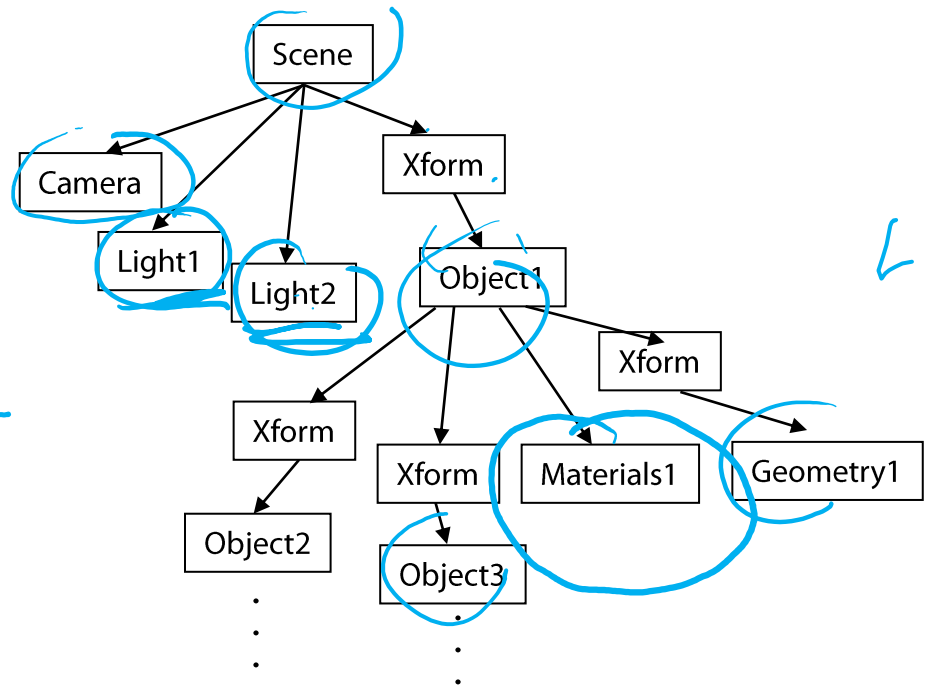 Scene
Xform
Camera
Light1
Light2
Object1
Xform
Xform
Xform
Materials1
Geometry1
Object2
Object3